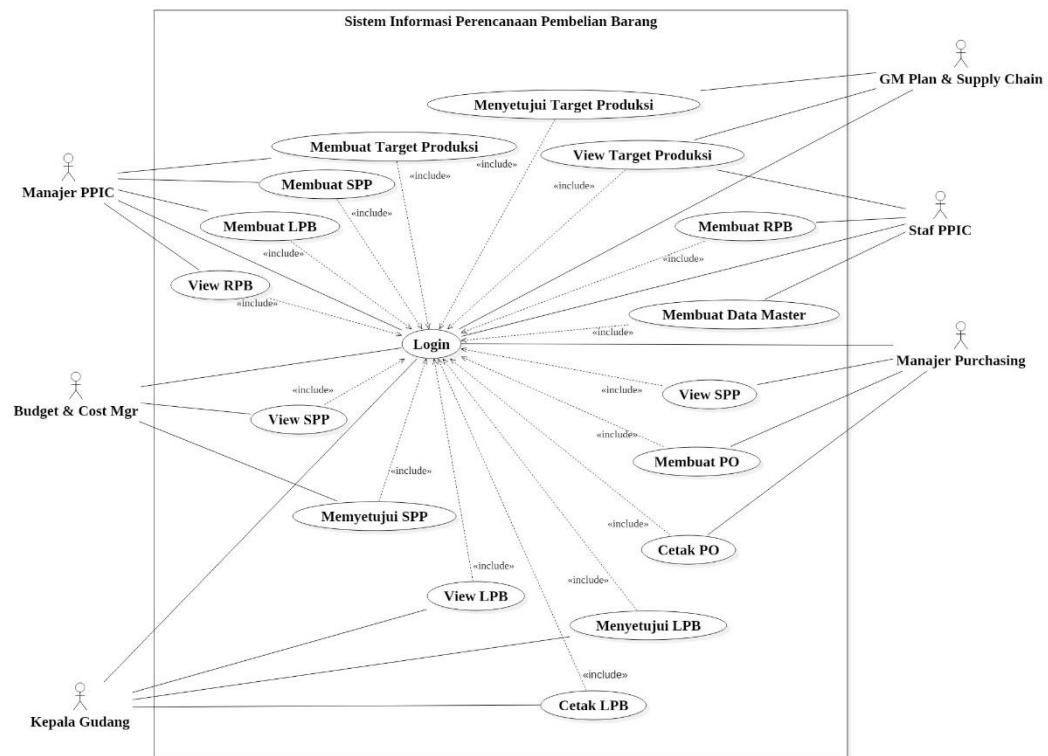 Sistem Informasi Perencanaan Pembelian Barang
GM Plan & Supply Chain
Menyetujui Target Produksi
Membuat Target Produksi
«include»
View Target Produksi
Manajer PPIC
Membuat SPP
«include»
«include»
«include»
Membuat LPB
Membuat RPB
Staf PPIC
«include»
«include»
View RPB
«include»
Membuat Data Master
«include»
Login
Manajer Purchasing
«include»
View SPP
Budget & Cost Mgr
View SPP
«include»
«include»
Membuat PO
«include»
Memyetujui SPP
«include»
Cetak PO
«include»
«include»
View LPB
Menyetujui LPB
«include»
Cetak LPB
Kepala Gudang